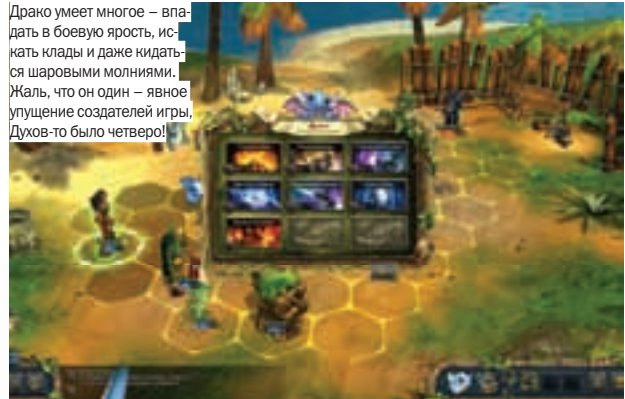 Драко умеет многое – впа-
дать в боевую ярость, ис-
кать клады и даже кидать-
ся шаровыми молниями.
Жаль, что он один – явное
упущение создателей игры,
Духов-то было четверо!